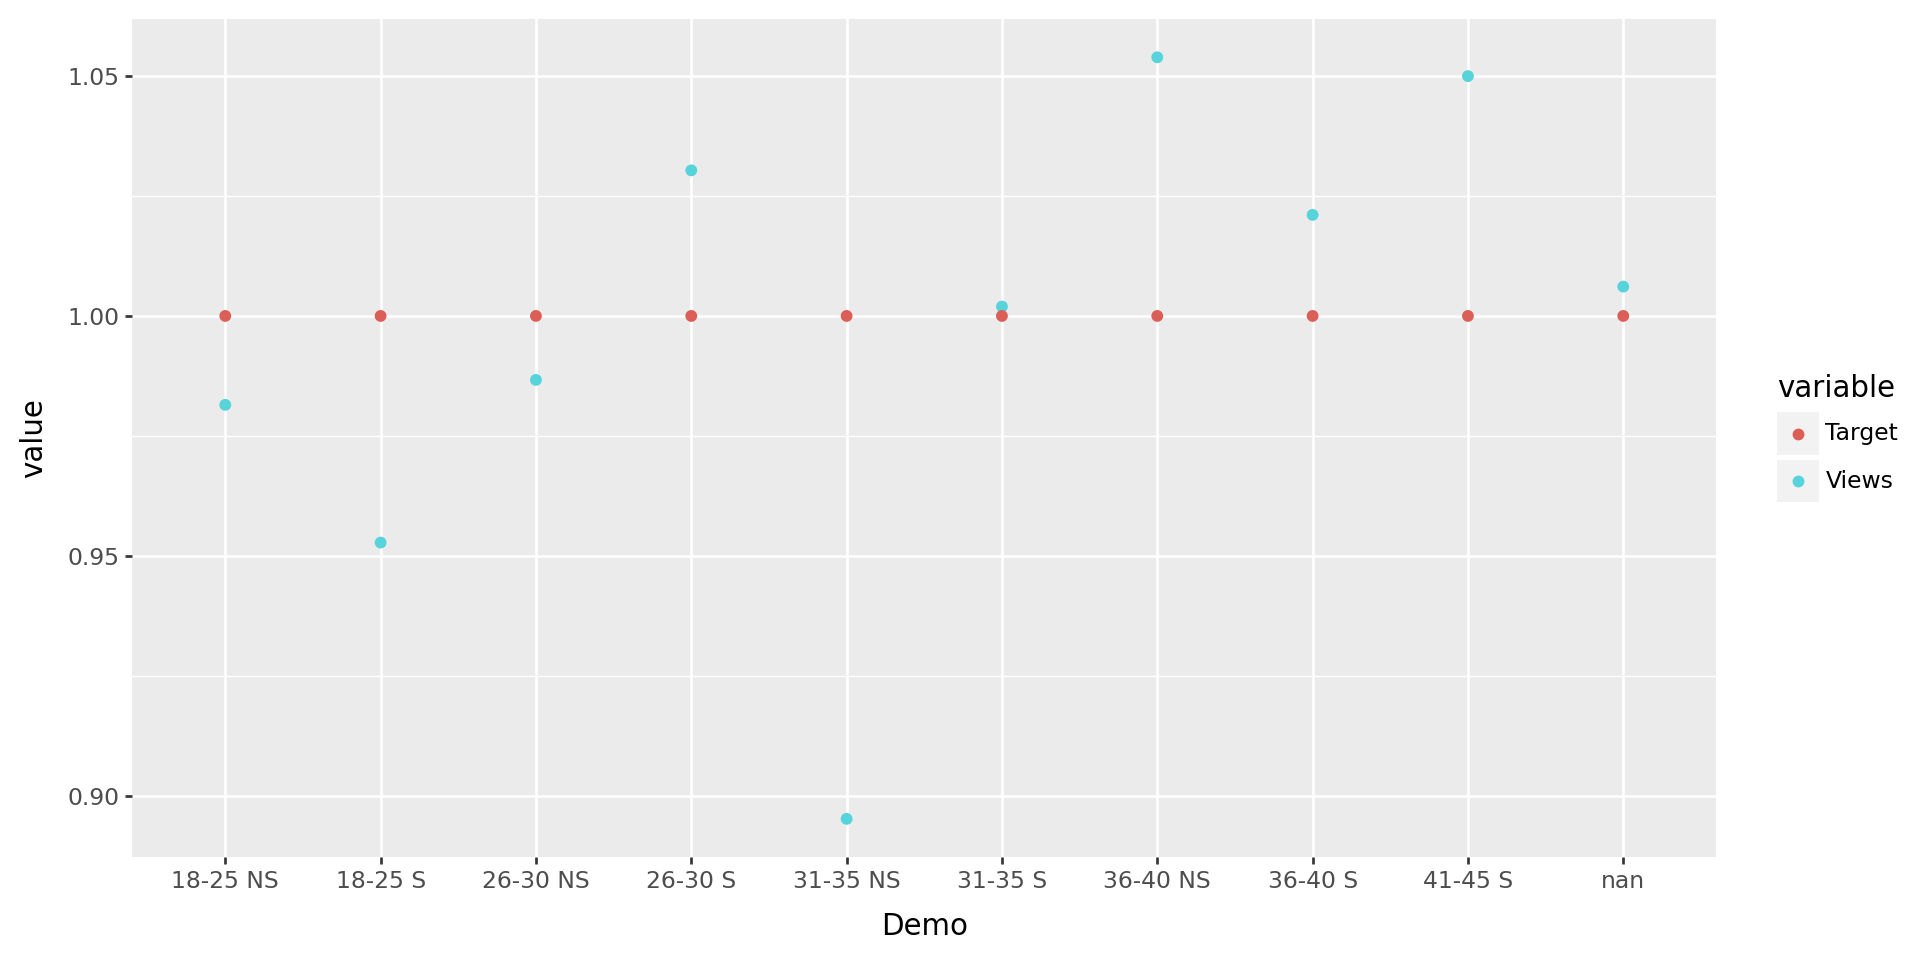 1.05
1.00
0.95
0.90
value
18-25 NS 18-25 S 26-30 NS 26-30 S 31-35 NS 31-35 S 36-40 NS 36-40 S 41-45 S nan
Demo
variable
Target
Views